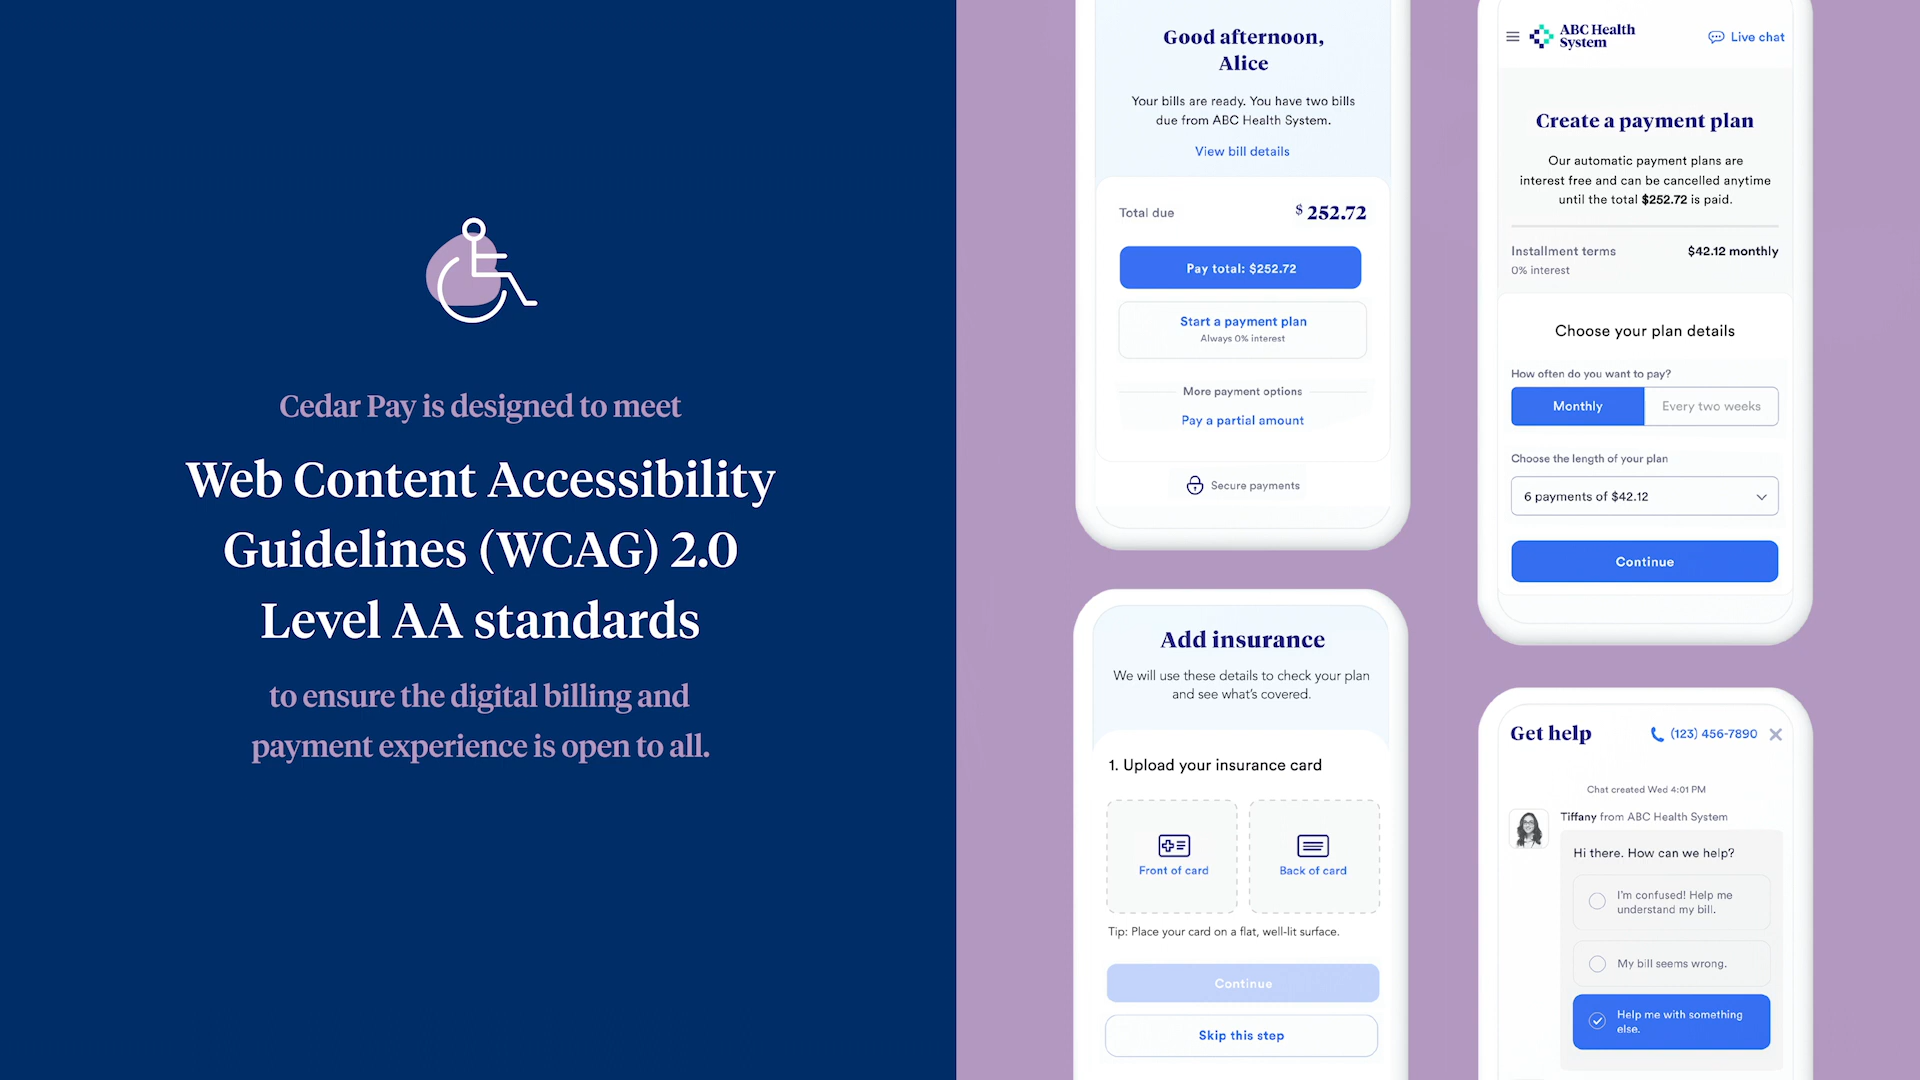 Cedar Pay is designed to meet
Web Content Accessibility
Guidelines (WCAG) 2.0
Level AA standards
to ensure the digital billing and
payment experience is open to all.
Good afternoon,
Alice
Your bills are ready. You have two bills
due from ABC Health System.
View bill details
Total due
$ 252.72
Pay total: $252.72
Start a payment plan
Always 0% interest
More payment options
Pay a partial amount
Secure payments
Add insurance
We will use these details to check your plan
and see what's covered.
1. Upload your insurance card
Front of card
Back of card
Tip: Place your card on a flat, well-lit surface.
Continue
Skip this step
ABC Health
System
Live chat
Create a payment plan
Our automatic payment plans are
interest free and can be cancelled anytime
until the total $252.72 is paid.
Installment terms
$42.12 monthly
0% interest
Choose your plan details
How often do you want to pay?
Monthly
Every two weeks
Choose the length of your plan
6 payments of $42.12
Continue
Get help
(123) 456-7890
Chat created Wed 4:01 PM
Tiffany from ABC Health System
Hi there. How can we help?
I'm confused! Help me
understand my bill.
My bill seems wrong.
Help me with something
else.